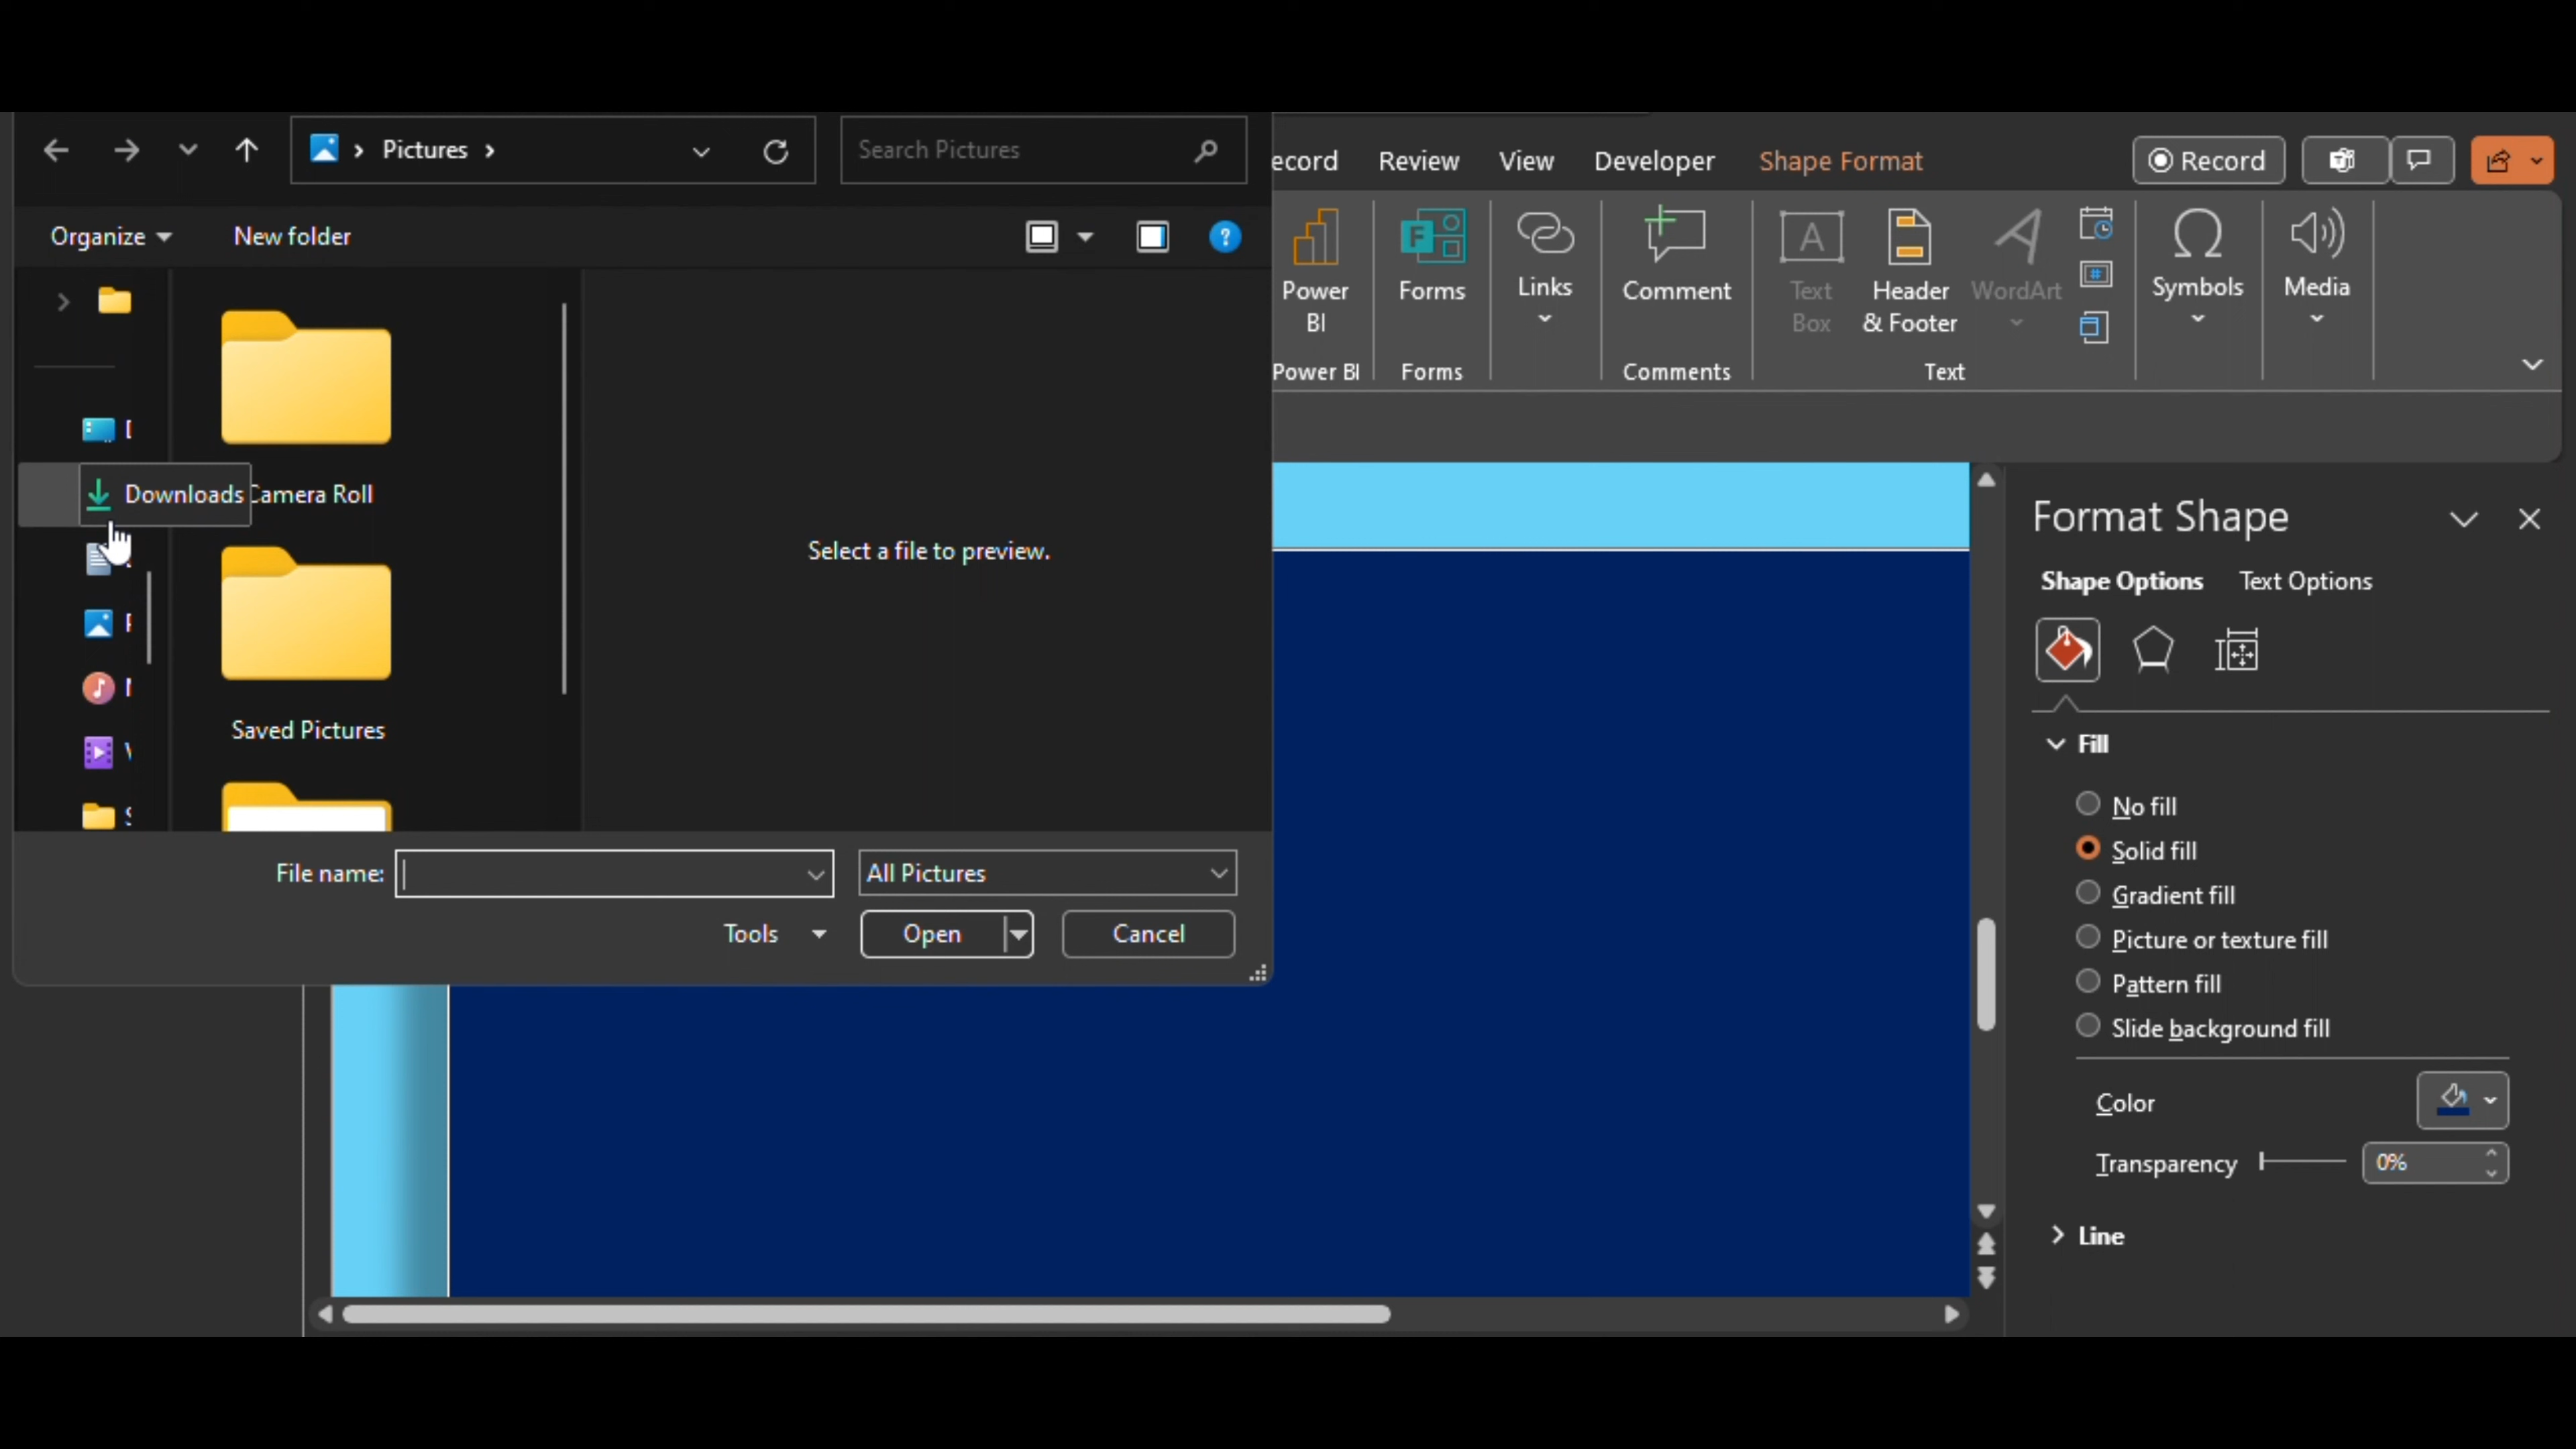 Pictures
Search Pictures
Organize
New folder
Downloads
Camera Roll
Saved Pictures
Select a file to preview.
File name:
All Pictures
Tools
Open
Cancel
Review
View
Developer
Shape Format
Record
Power
BI
Forms
Links
Comment
Text
Box
Header
& Footer
WordArt
Symbols
Media
Power BI
Forms
Comments
Text
Format Shape
Shape Options
Text Options
Fill
No fill
Solid fill
Gradient fill
Picture or texture fill
Pattern fill
Slide background fill
Color
Transparency
0%
Line